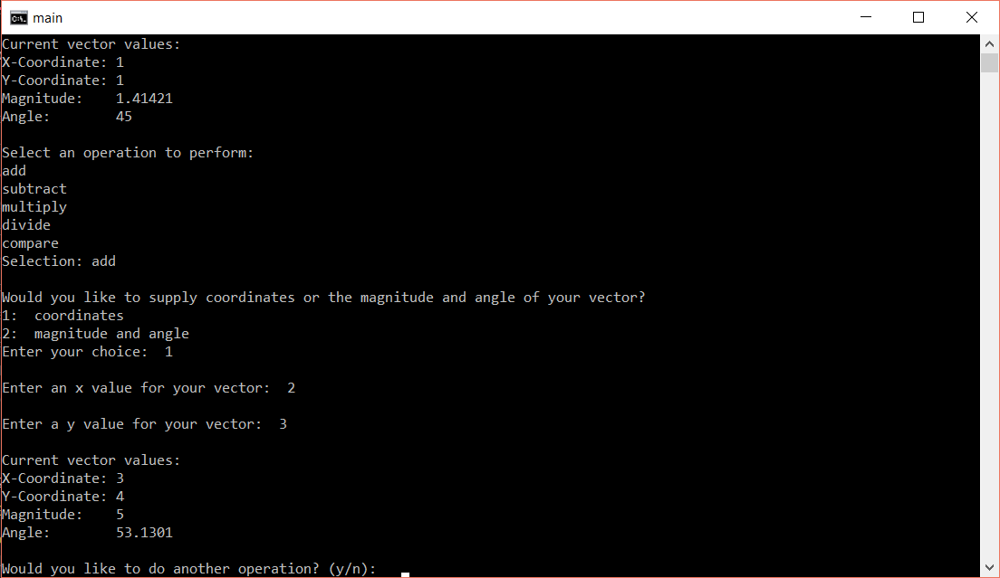 main
Current vector values:
X-Coordinate: 1
Y-Coordinate: 1
Magnitude:    1.41421
Angle:        45
Select an operation to perform:
add
subtract
multiply
divide
compare
Selection: add
Would you like to supply coordinates or the magnitude and angle of your vector?
1:  coordinates
2:  magnitude and angle
Enter your choice:  1
Enter an x value for your vector:  2
Enter a y value for your vector:  3
Current vector values:
X-Coordinate: 3
Y-Coordinate: 4
Magnitude:    5
Angle:        53.1301
Would you like to do another operation? (y/n):